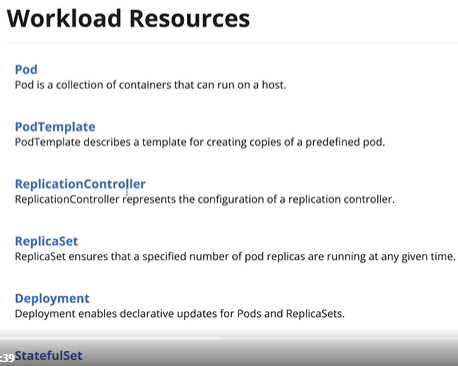 Workload Resources
Pod
Pod is a collection of containers that can run on a host.
PodTemplate
PodTemplate describes a template for creating copies of a predefined pod.
ReplicationController
ReplicationController represents the configuration of a replication controller.
ReplicaSet
ReplicaSet ensures that a specified number of pod replicas are running at any given time.
Deployment
Deployment enables declarative updates for Pods and ReplicaSets.
:39
StatefulSet